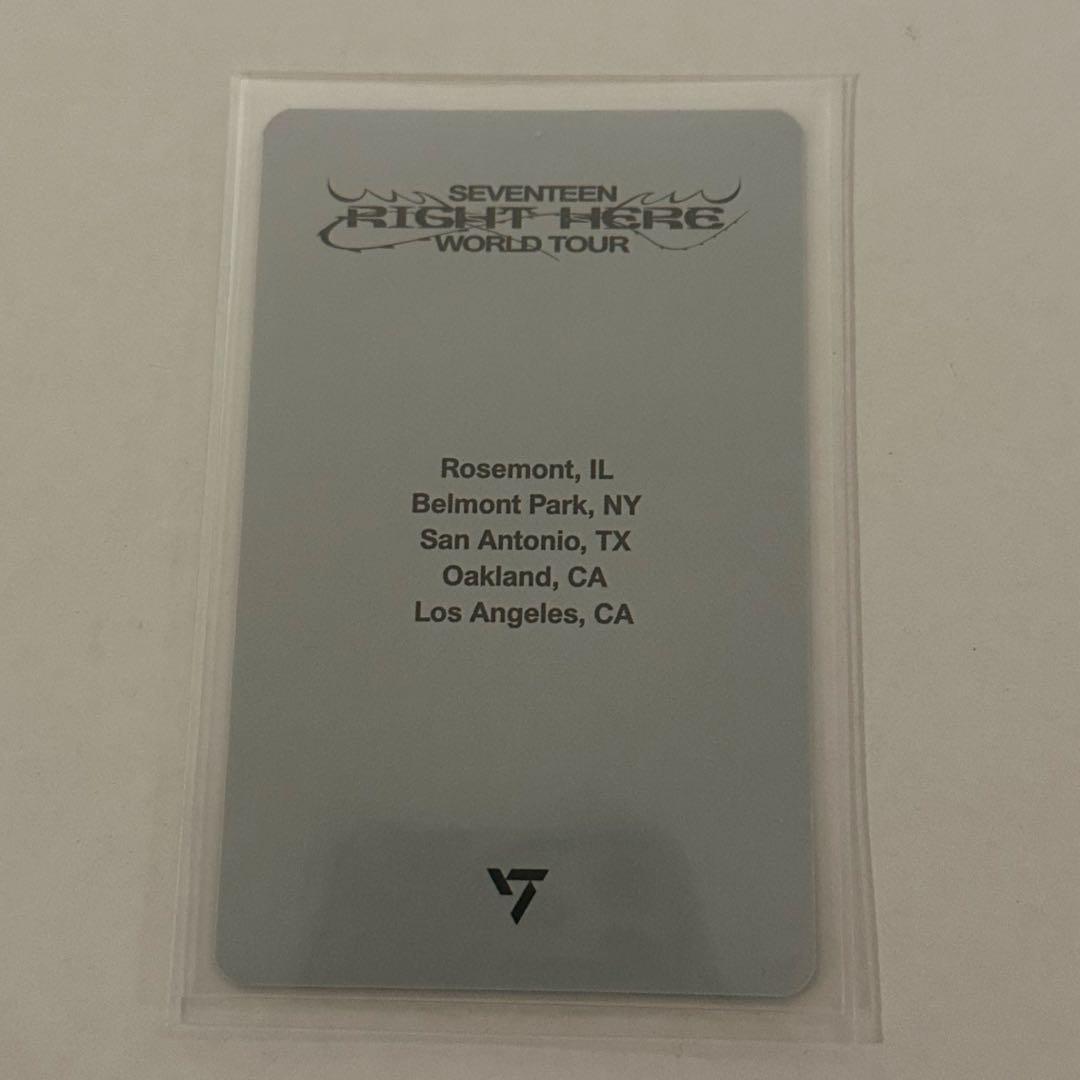 SEVENTEEN
RIGHT HERE
WORLD TOUR
Rosemont, IL
Belmont Park, NY
San Antonio, TX
Oakland, CA
Los Angeles, CA